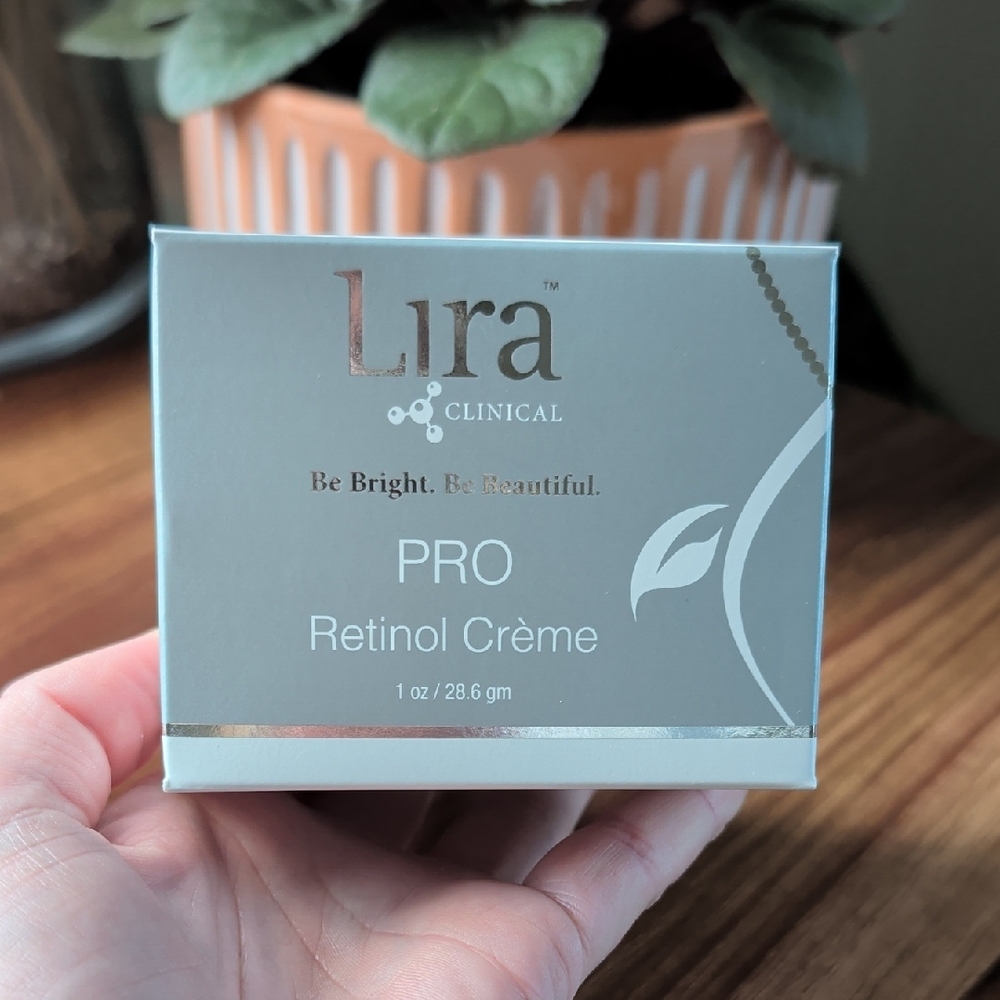 Lira™
CLINICAL
Be Bright. Be Beautiful.
PRO
Retinol Crème
1 oz / 28.6 gm